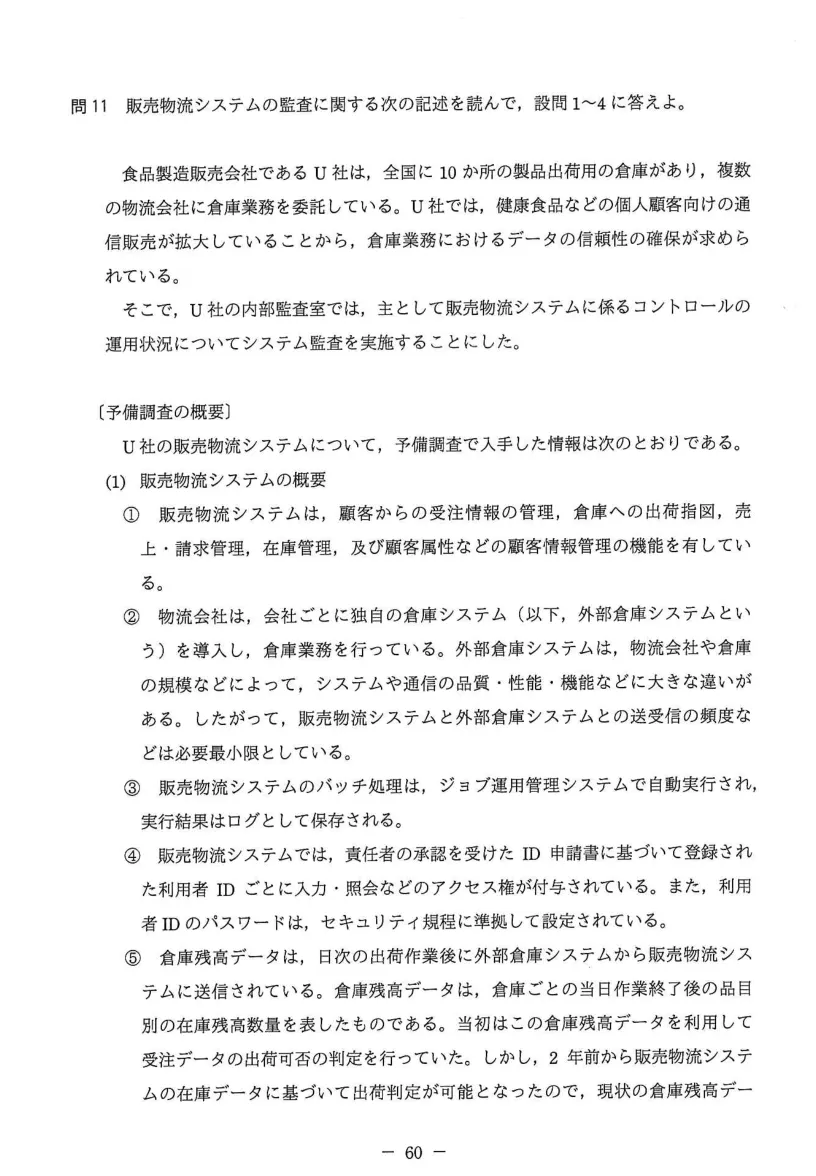 問11 販売物流システムの監査に関する次の記述を読んで，設問1～4に答えよ。
食品製造販売会社であるU社は，全国に10か所の製品出荷用の倉庫があり，複数
の物流会社に倉庫業務を委託している。U社では，健康食品などの個人顧客向けの通
信販売が拡大していることから，倉庫業務におけるデータの信頼性の確保が求めら
れている。
そこで，U社の内部監査室では，主として販売物流システムに係るコントロールの
運用状況についてシステム監査を実施することにした。
〔予備調査の概要〕
U社の販売物流システムについて，予備調査で入手した情報は次のとおりである。
(1) 販売物流システムの概要
① 販売物流システムは，顧客からの受注情報の管理，倉庫への出荷指図，売
上・請求管理，在庫管理，及び顧客属性などの顧客情報管理の機能を有してい
る。
② 物流会社は，会社ごとに独自の倉庫システム（以下，外部倉庫システムとい
う）を導入し，倉庫業務を行っている。外部倉庫システムは，物流会社や倉庫
の規模などによって，システムや通信の品質・性能・機能などに大きな違いが
ある。したがって，販売物流システムと外部倉庫システムとの送受信の頻度な
どは必要最小限としている。
③ 販売物流システムのバッチ処理は，ジョブ運用管理システムで自動実行され，
実行結果はログとして保存される。
④ 販売物流システムでは，責任者の承認を受けたID申請書に基づいて登録され
た利用者IDごとに入力・照会などのアクセス権が付与されている。また，利用
者IDのパスワードは，セキュリティ規程に準拠して設定されている。
⑤ 倉庫残高データは，日次の出荷作業後に外部倉庫システムから販売物流シス
テムに送信されている。倉庫残高データは，倉庫ごとの当日作業終了後の品目
別の在庫残高数量を表したものである。当初はこの倉庫残高データを利用して
受注データの出荷可否の判定を行っていた。しかし，2年前から販売物流システ
ムの在庫データに基づいて出荷判定が可能となったので，現状の倉庫残高デー
－ 60 －